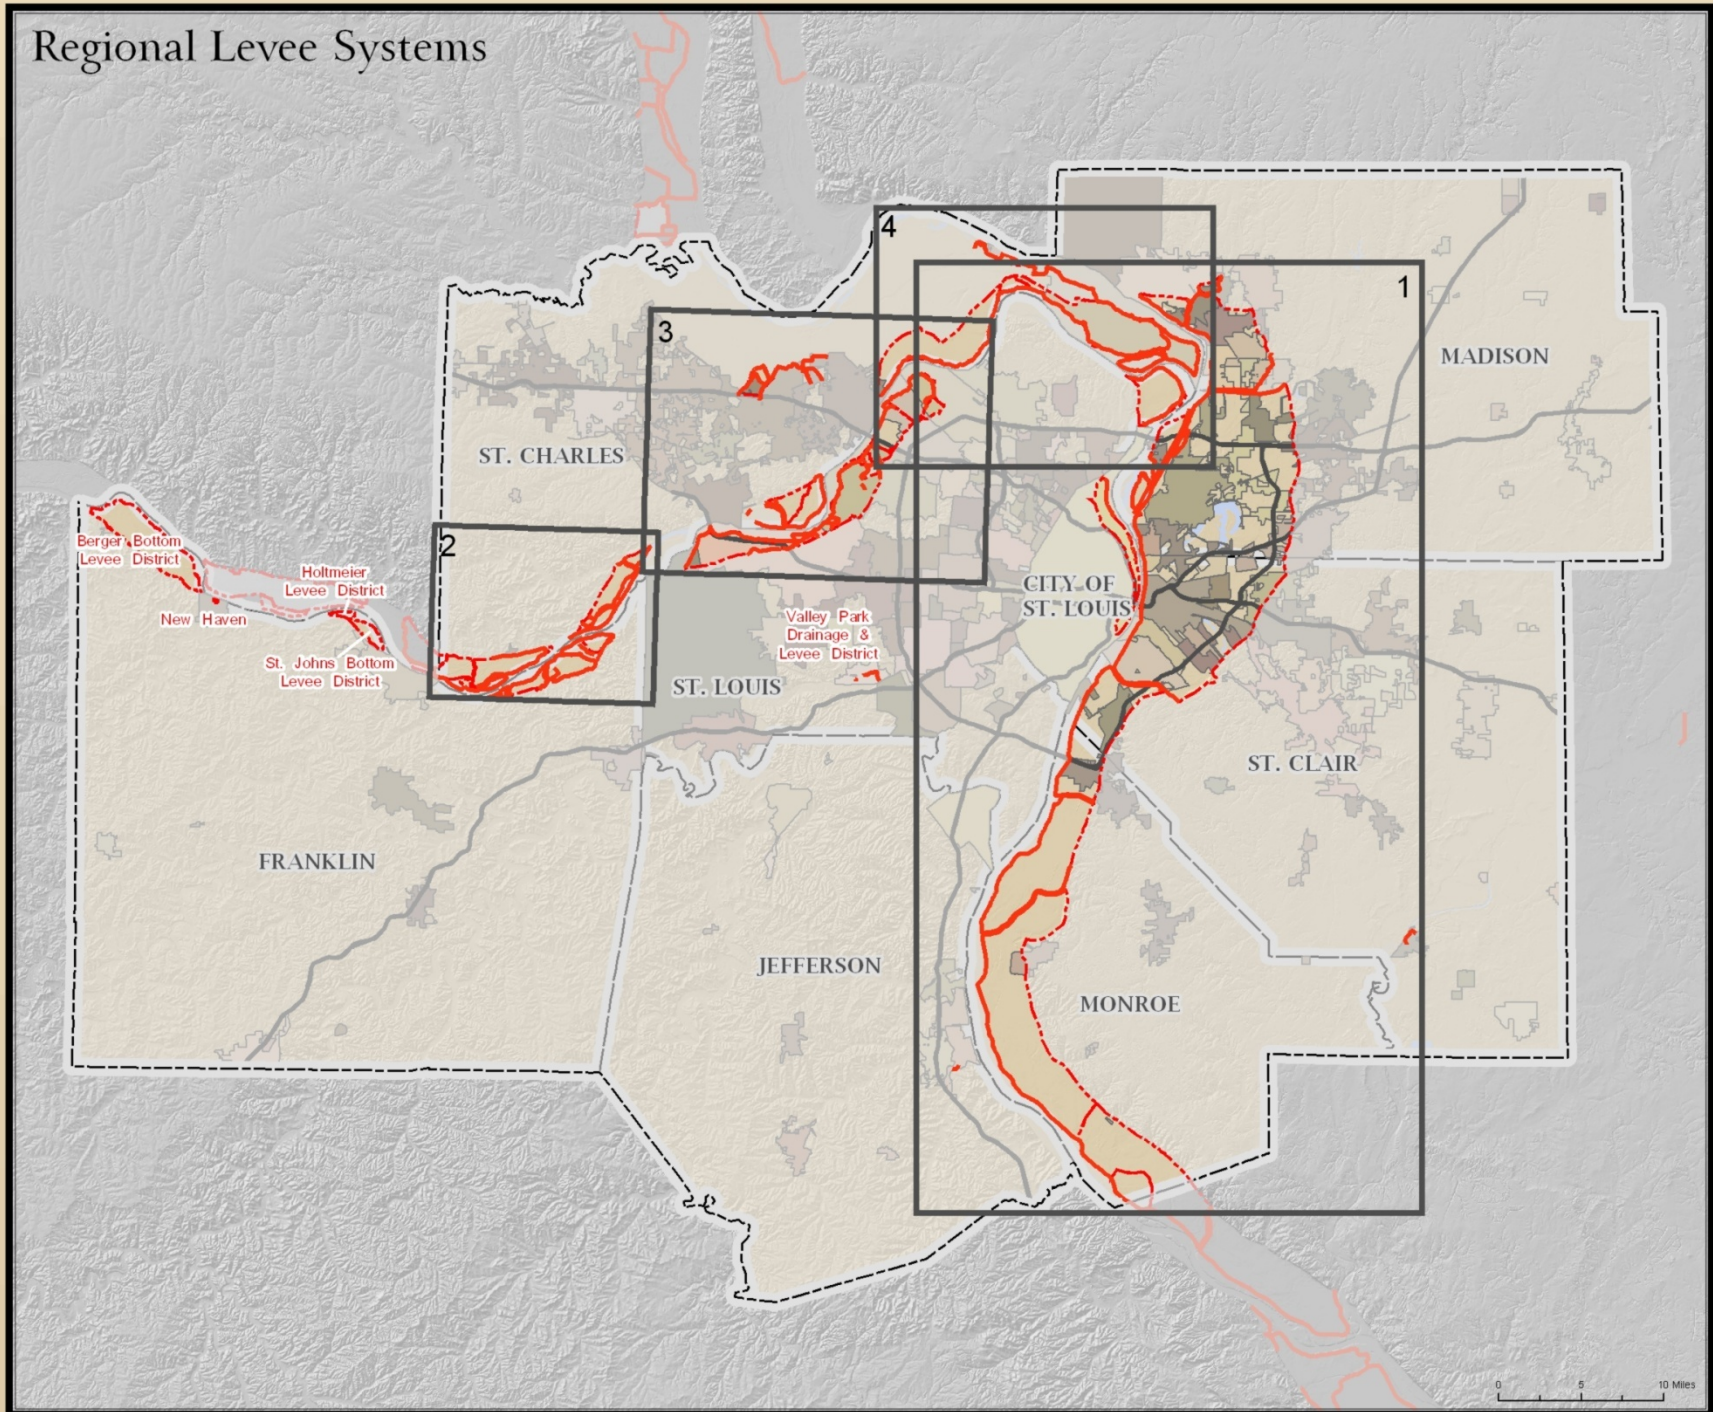 Regional Levee Systems
4
1
3
MADISON
ST. CHARLES
2
Berger Bottom
Levee District
Holtmeier
Levee District
New Haven
CITY OF
ST. LOUIS
Valley Park
Drainage &
Levee District
St. Johns Bottom
Levee District
ST. LOUIS
ST. CLAIR
FRANKLIN
JEFFERSON
MONROE
0 5 10 Miles